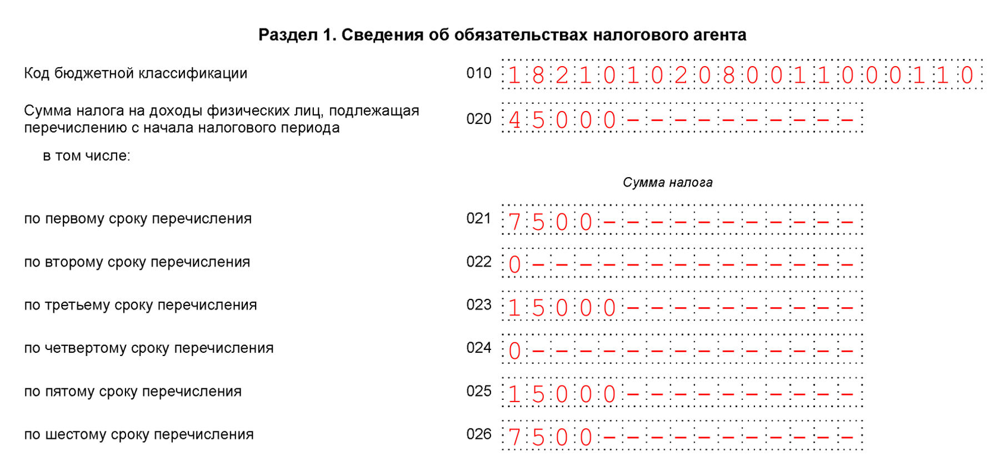 Раздел 1. Сведения об обязательствах налогового агента
Код бюджетной классификации 010 18210102080011000110
Сумма налога на доходы физических лиц, подлежащая
перечислению с начала налогового периода 020 45000----------
в том числе:
Сумма налога
по первому сроку перечисления 021 7500-----------
по второму сроку перечисления 022 0--------------
по третьему сроку перечисления 023 15000----------
по четвертому сроку перечисления 024 0--------------
по пятому сроку перечисления 025 15000----------
по шестому сроку перечисления 026 7500-----------